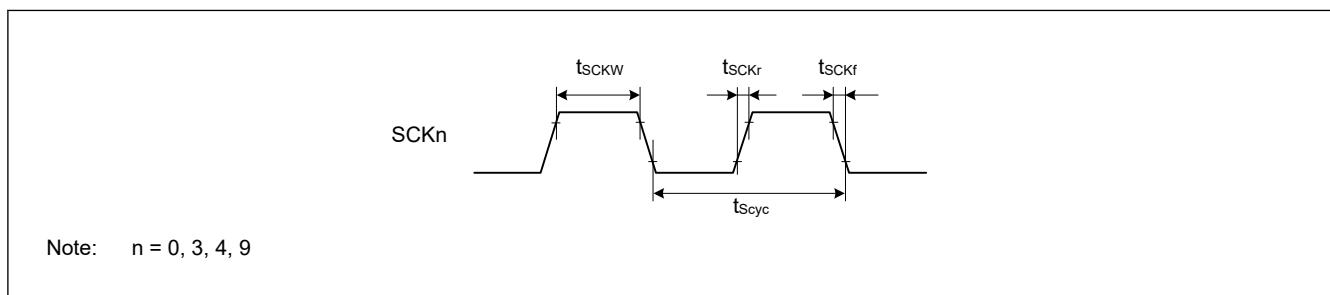 tSCKW tSCKr tSCKf
SCKn
tScyc
Note: n = 0, 3, 4, 9